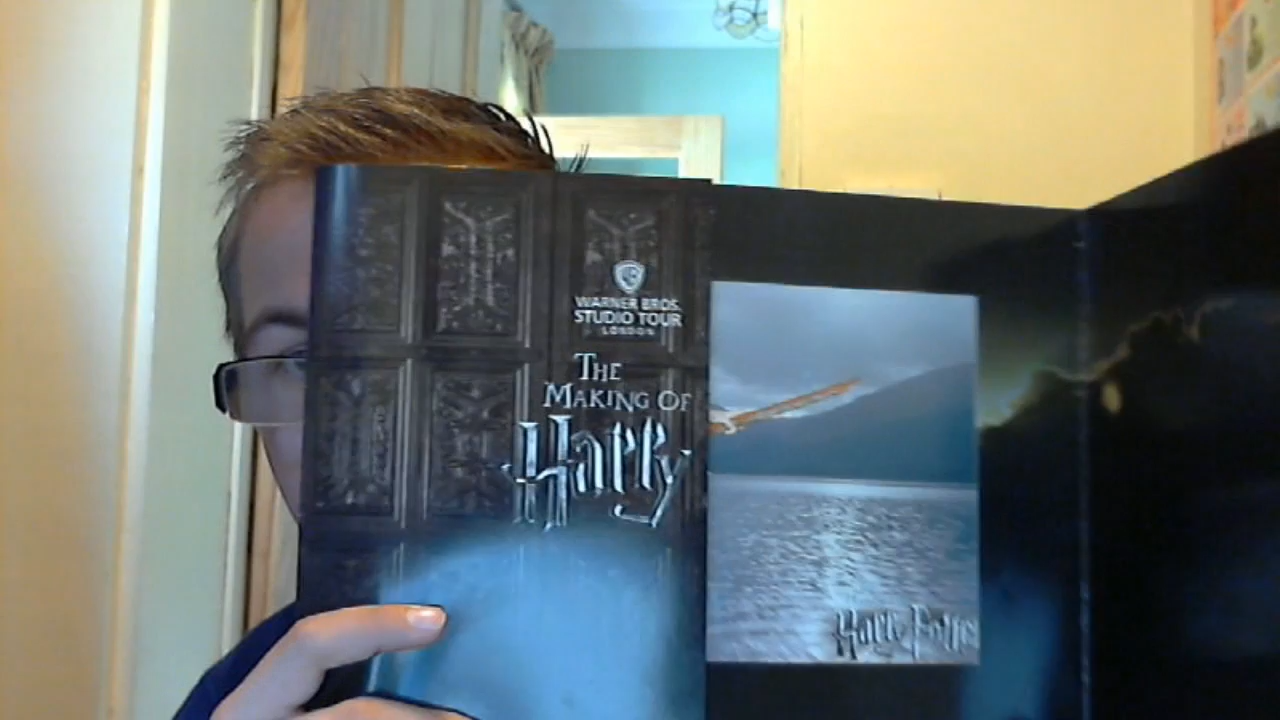 WARNER BROS.
STUDIO TOUR
LONDON
THE
MAKING OF
Harry
Harry Potter